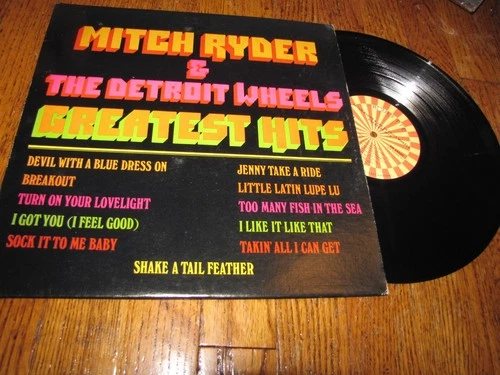 MITCH RYDER
&
THE DETROIT WHEELS
GREATEST HITS
DEVIL WITH A BLUE DRESS ON
BREAKOUT
TURN ON YOUR LOVELIGHT
I GOT YOU (I FEEL GOOD)
SOCK IT TO ME BABY
JENNY TAKE A RIDE
LITTLE LATIN LUPE LU
TOO MANY FISH IN THE SEA
I LIKE IT LIKE THAT
TAKIN' ALL I CAN GET
SHAKE A TAIL FEATHER